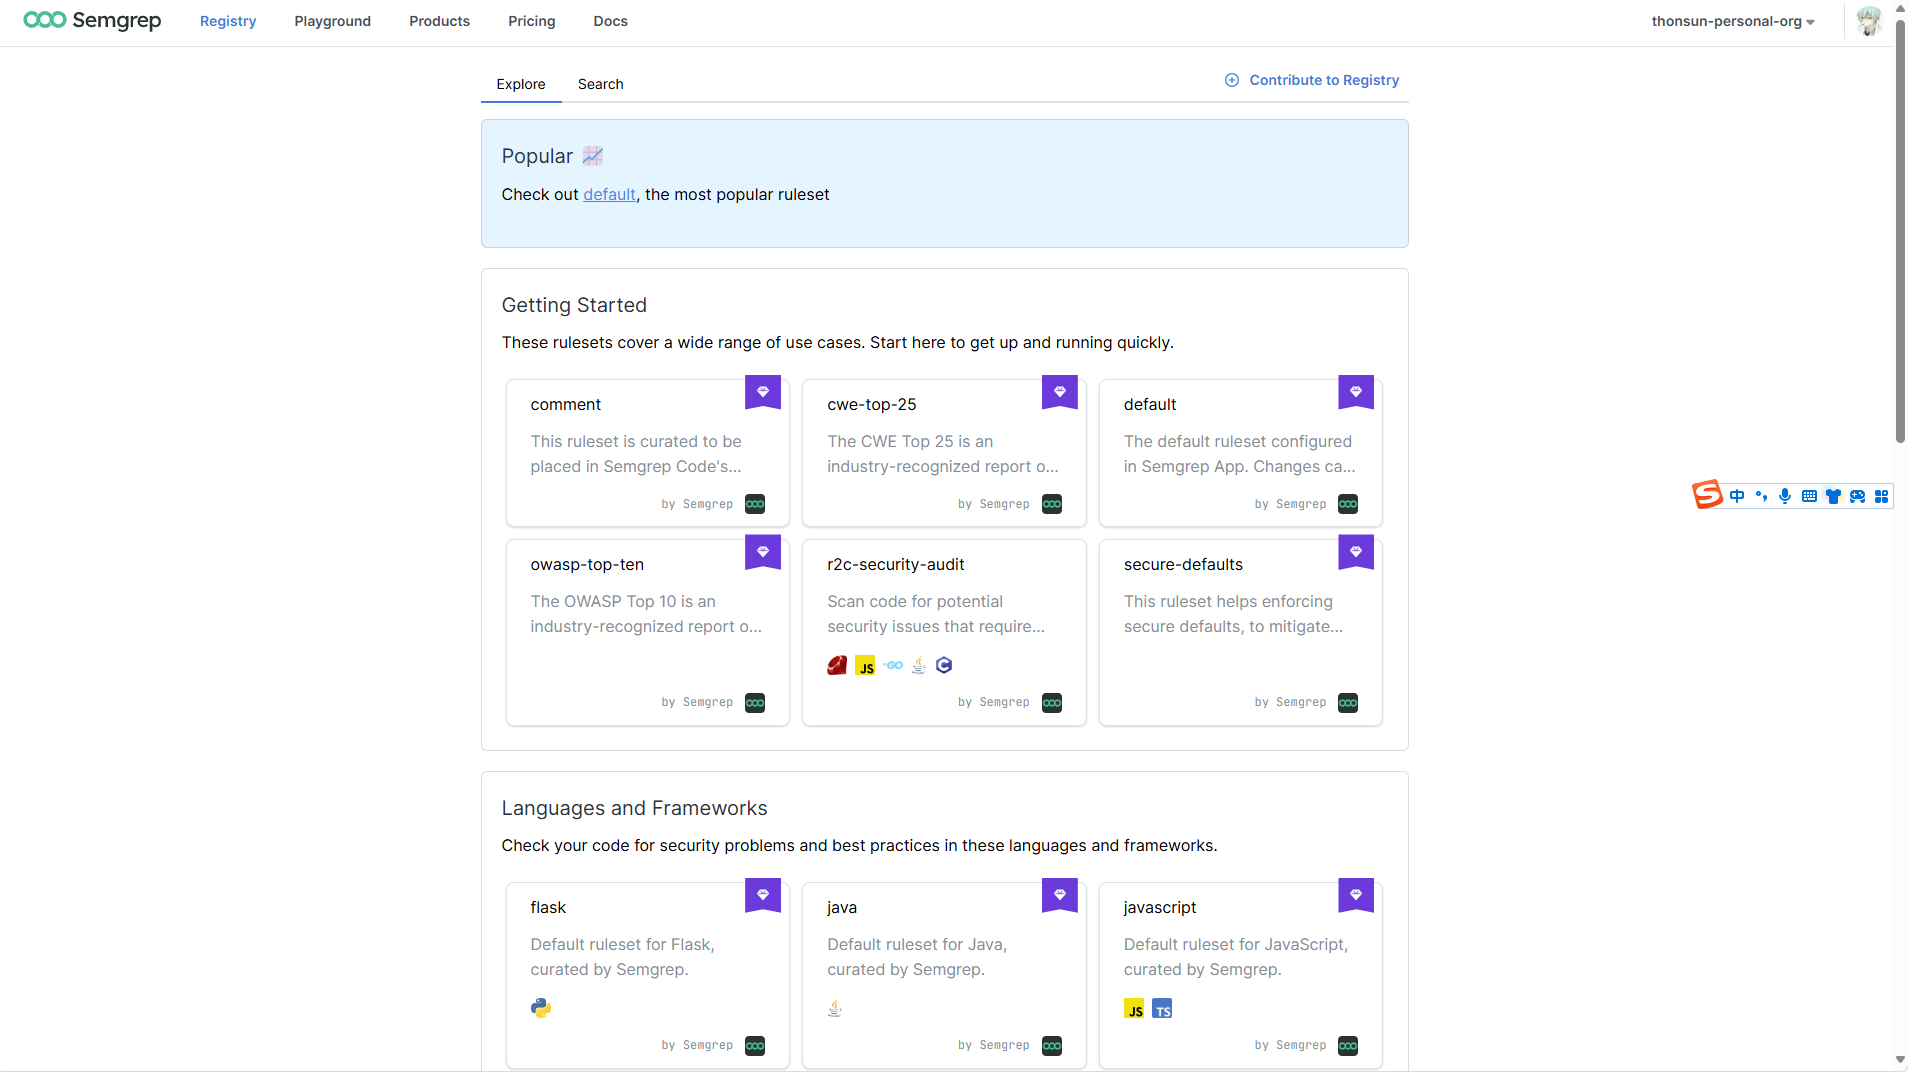 Semgrep
Registry
Playground
Products
Pricing
Docs
thonsun-personal-org
Explore
Search
Contribute to Registry
Popular
Check out default, the most popular ruleset
Getting Started
These rulesets cover a wide range of use cases. Start here to get up and running quickly.
comment
This ruleset is curated to be
placed in Semgrep Code's...
by Semgrep
cwe-top-25
The CWE Top 25 is an
industry-recognized report o...
by Semgrep
default
The default ruleset configured
in Semgrep App. Changes ca...
by Semgrep
S中
owasp-top-ten
The OWASP Top 10 is an
industry-recognized report o...
by Semgrep
r2c-security-audit
Scan code for potential
security issues that require...
JS GO C
by Semgrep
secure-defaults
This ruleset helps enforcing
secure defaults, to mitigate...
by Semgrep
Languages and Frameworks
Check your code for security problems and best practices in these languages and frameworks.
flask
Default ruleset for Flask,
curated by Semgrep.
by Semgrep
java
Default ruleset for Java,
curated by Semgrep.
by Semgrep
javascript
Default ruleset for JavaScript,
curated by Semgrep.
JS TS
by Semgrep